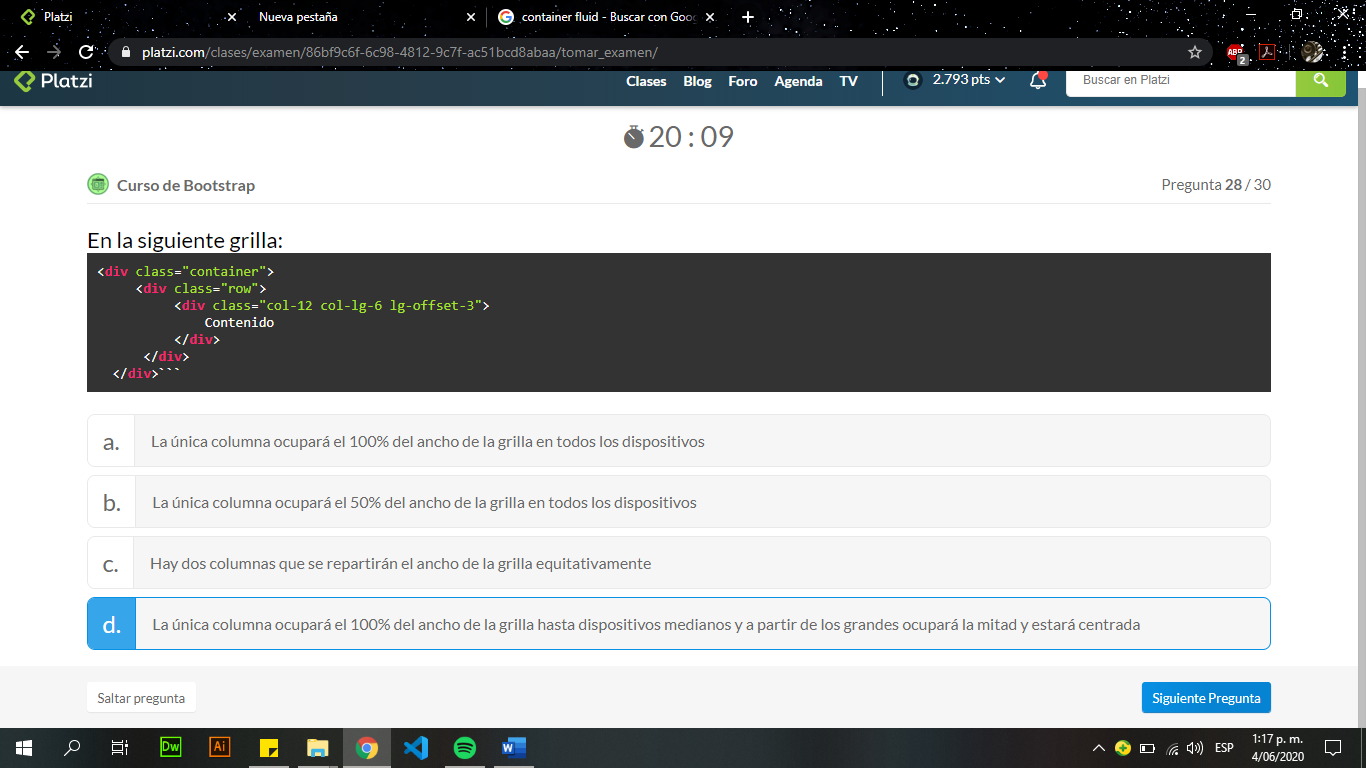 Platzi
Nueva pestaña
container fluid - Buscar con Goog
platzi.com/clases/examen/86bf9c6f-6c98-4812-9c7f-ac51bcd8abaa/tomar_examen/
ABP
2
Platzi
Clases Blog Foro Agenda TV
2.793 pts
Buscar en Platzi
20 : 09
Curso de Bootstrap
Pregunta 28 / 30
En la siguiente grilla:
<div class="container">
<div class="row">
<div class="col-12 col-lg-6 lg-offset-3">
Contenido
</div>
</div>
</div>```
a. La única columna ocupará el 100% del ancho de la grilla en todos los dispositivos
b. La única columna ocupará el 50% del ancho de la grilla en todos los dispositivos
c. Hay dos columnas que se repartirán el ancho de la grilla equitativamente
d. La única columna ocupará el 100% del ancho de la grilla hasta dispositivos medianos y a partir de los grandes ocupará la mitad y estará centrada
Saltar pregunta
Siguiente Pregunta
Dw
Ai
W
ESP
1:17 p. m.
4/06/2020